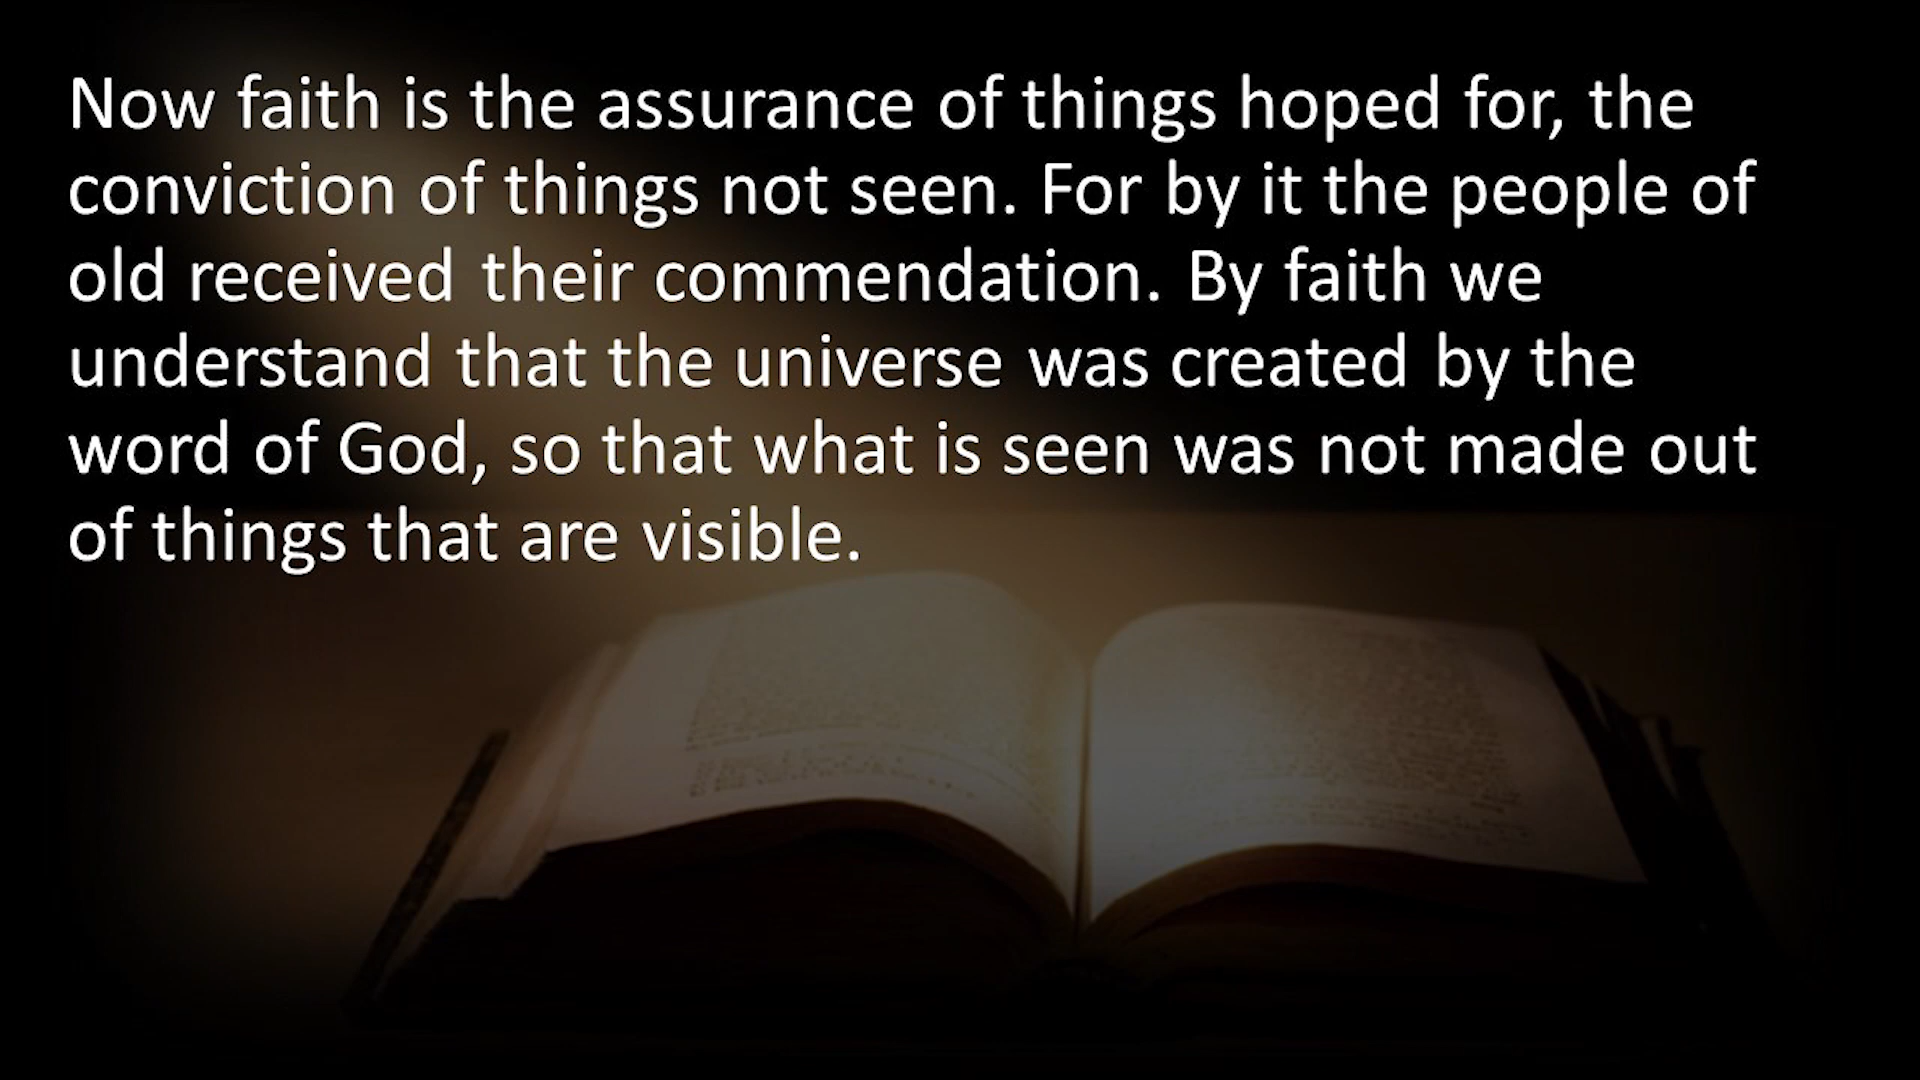 Now faith is the assurance of things hoped for, the
conviction of things not seen. For by it the people of
old received their commendation. By faith we
understand that the universe was created by the
word of God, so that what is seen was not made out
of things that are visible.